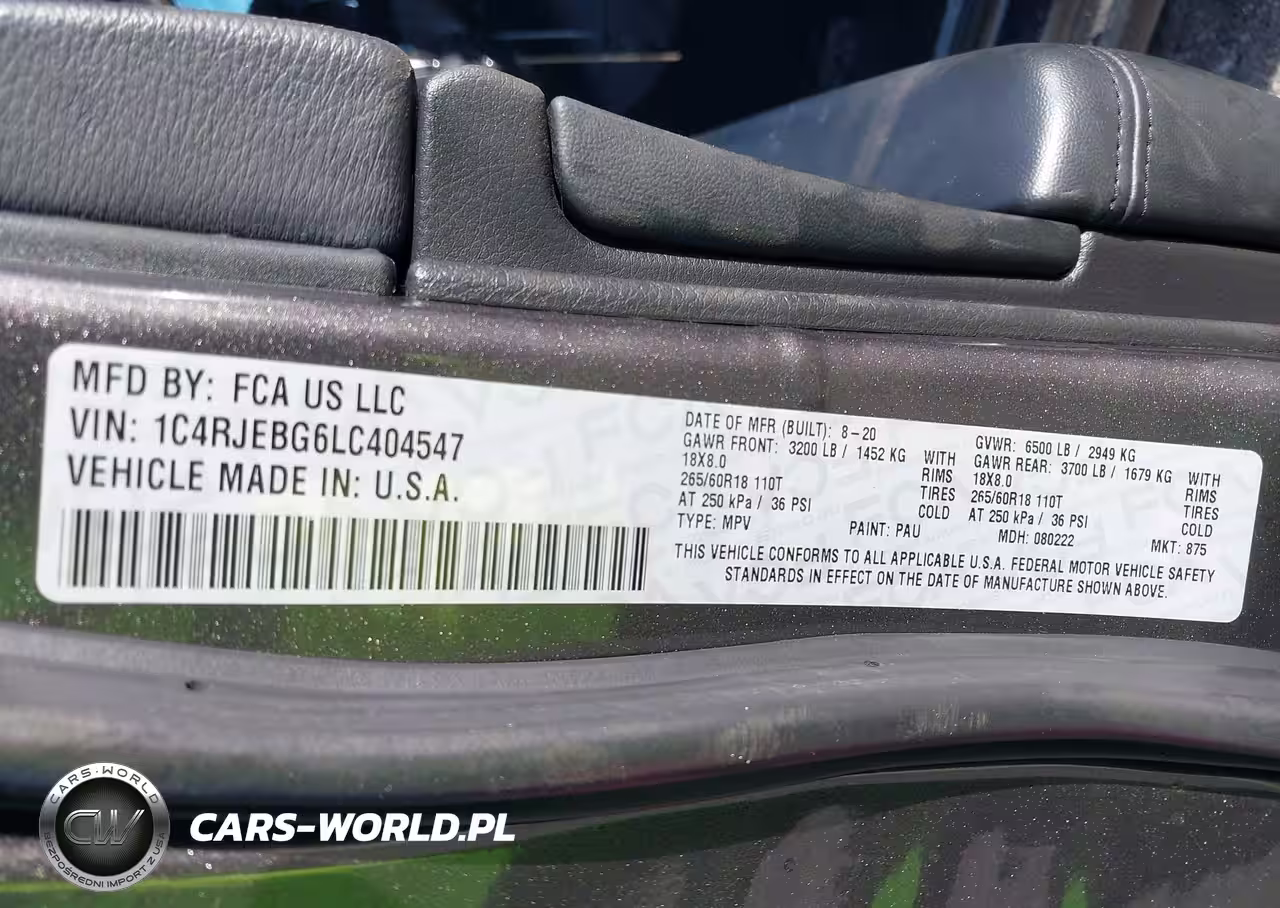 MFD BY: FCA US LLC
VIN: 1C4RJEBG6LC404547
VEHICLE MADE IN: U.S.A.
DATE OF MFR (BUILT): 8-20
GAWR FRONT: 3200 LB / 1452 KG WITH
18X8.0 RIMS
265/60R18 110T TIRES
AT 250 kPa / 36 PSI COLD
TYPE: MPV PAINT: PAU
GVWR: 6500 LB / 2949 KG
GAWR REAR: 3700 LB / 1679 KG WITH
18X8.0 RIMS
265/60R18 110T TIRES
AT 250 kPa / 36 PSI COLD
MDH: 080222 MKT: 875
THIS VEHICLE CONFORMS TO ALL APPLICABLE U.S.A. FEDERAL MOTOR VEHICLE SAFETY
STANDARDS IN EFFECT ON THE DATE OF MANUFACTURE SHOWN ABOVE.
CARS-WORLD
CW
BEZPOŚREDNI IMPORT Z USA
CARS-WORLD.PL